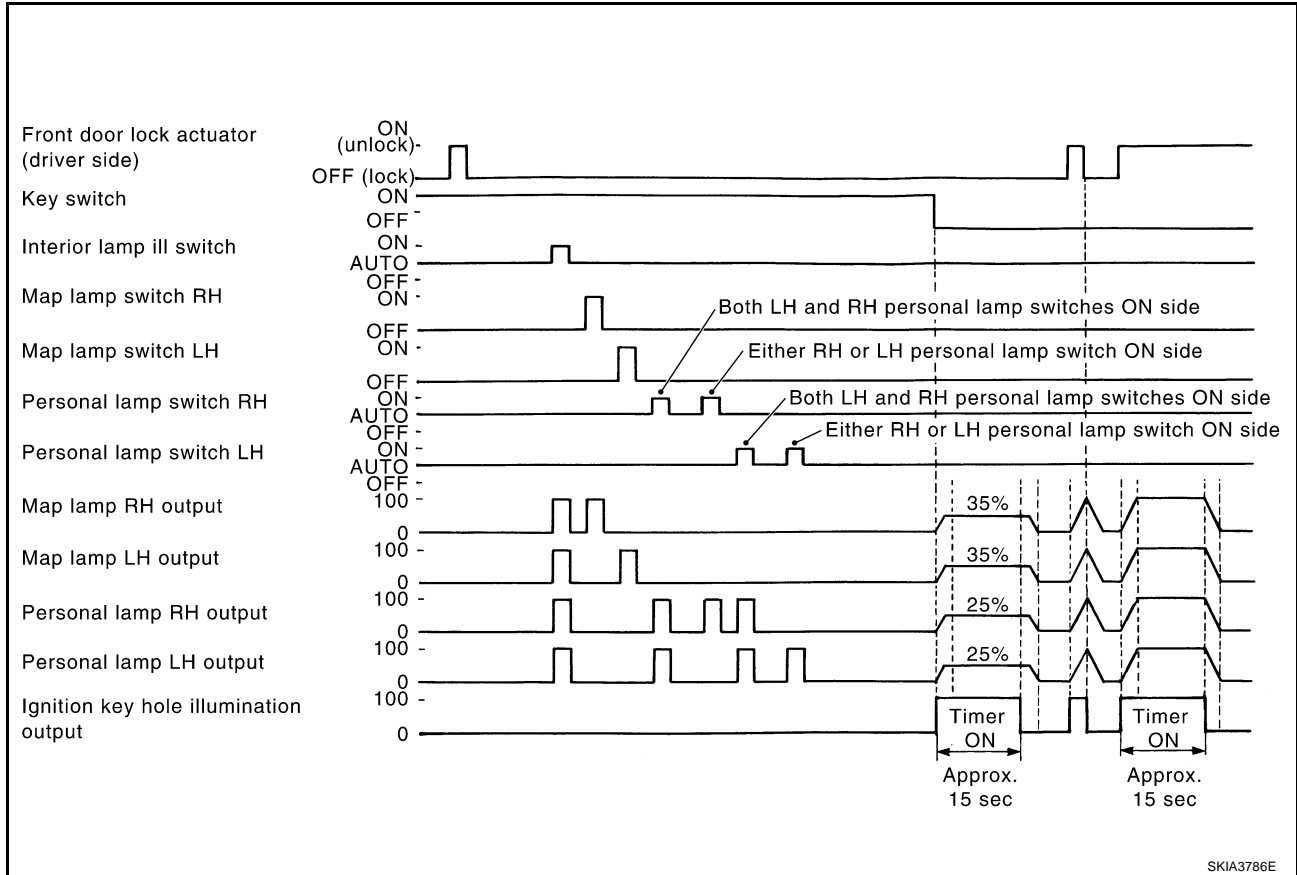 Front door lock actuator
(driver side)
ON
(unlock)
OFF (lock)
Key switch
ON
OFF
Interior lamp ill switch
ON
AUTO
OFF
Map lamp switch RH
ON
OFF
Both LH and RH personal lamp switches ON side
Map lamp switch LH
ON
OFF
Either RH or LH personal lamp switch ON side
Personal lamp switch RH
ON
AUTO
OFF
Both LH and RH personal lamp switches ON side
Personal lamp switch LH
ON
AUTO
OFF
Either RH or LH personal lamp switch ON side
Map lamp RH output
100
0
35%
Map lamp LH output
100
0
35%
Personal lamp RH output
100
0
25%
Personal lamp LH output
100
0
25%
Ignition key hole illumination
output
100
0
Timer
ON
Timer
ON
Approx.
15 sec
Approx.
15 sec
SKIA3786E